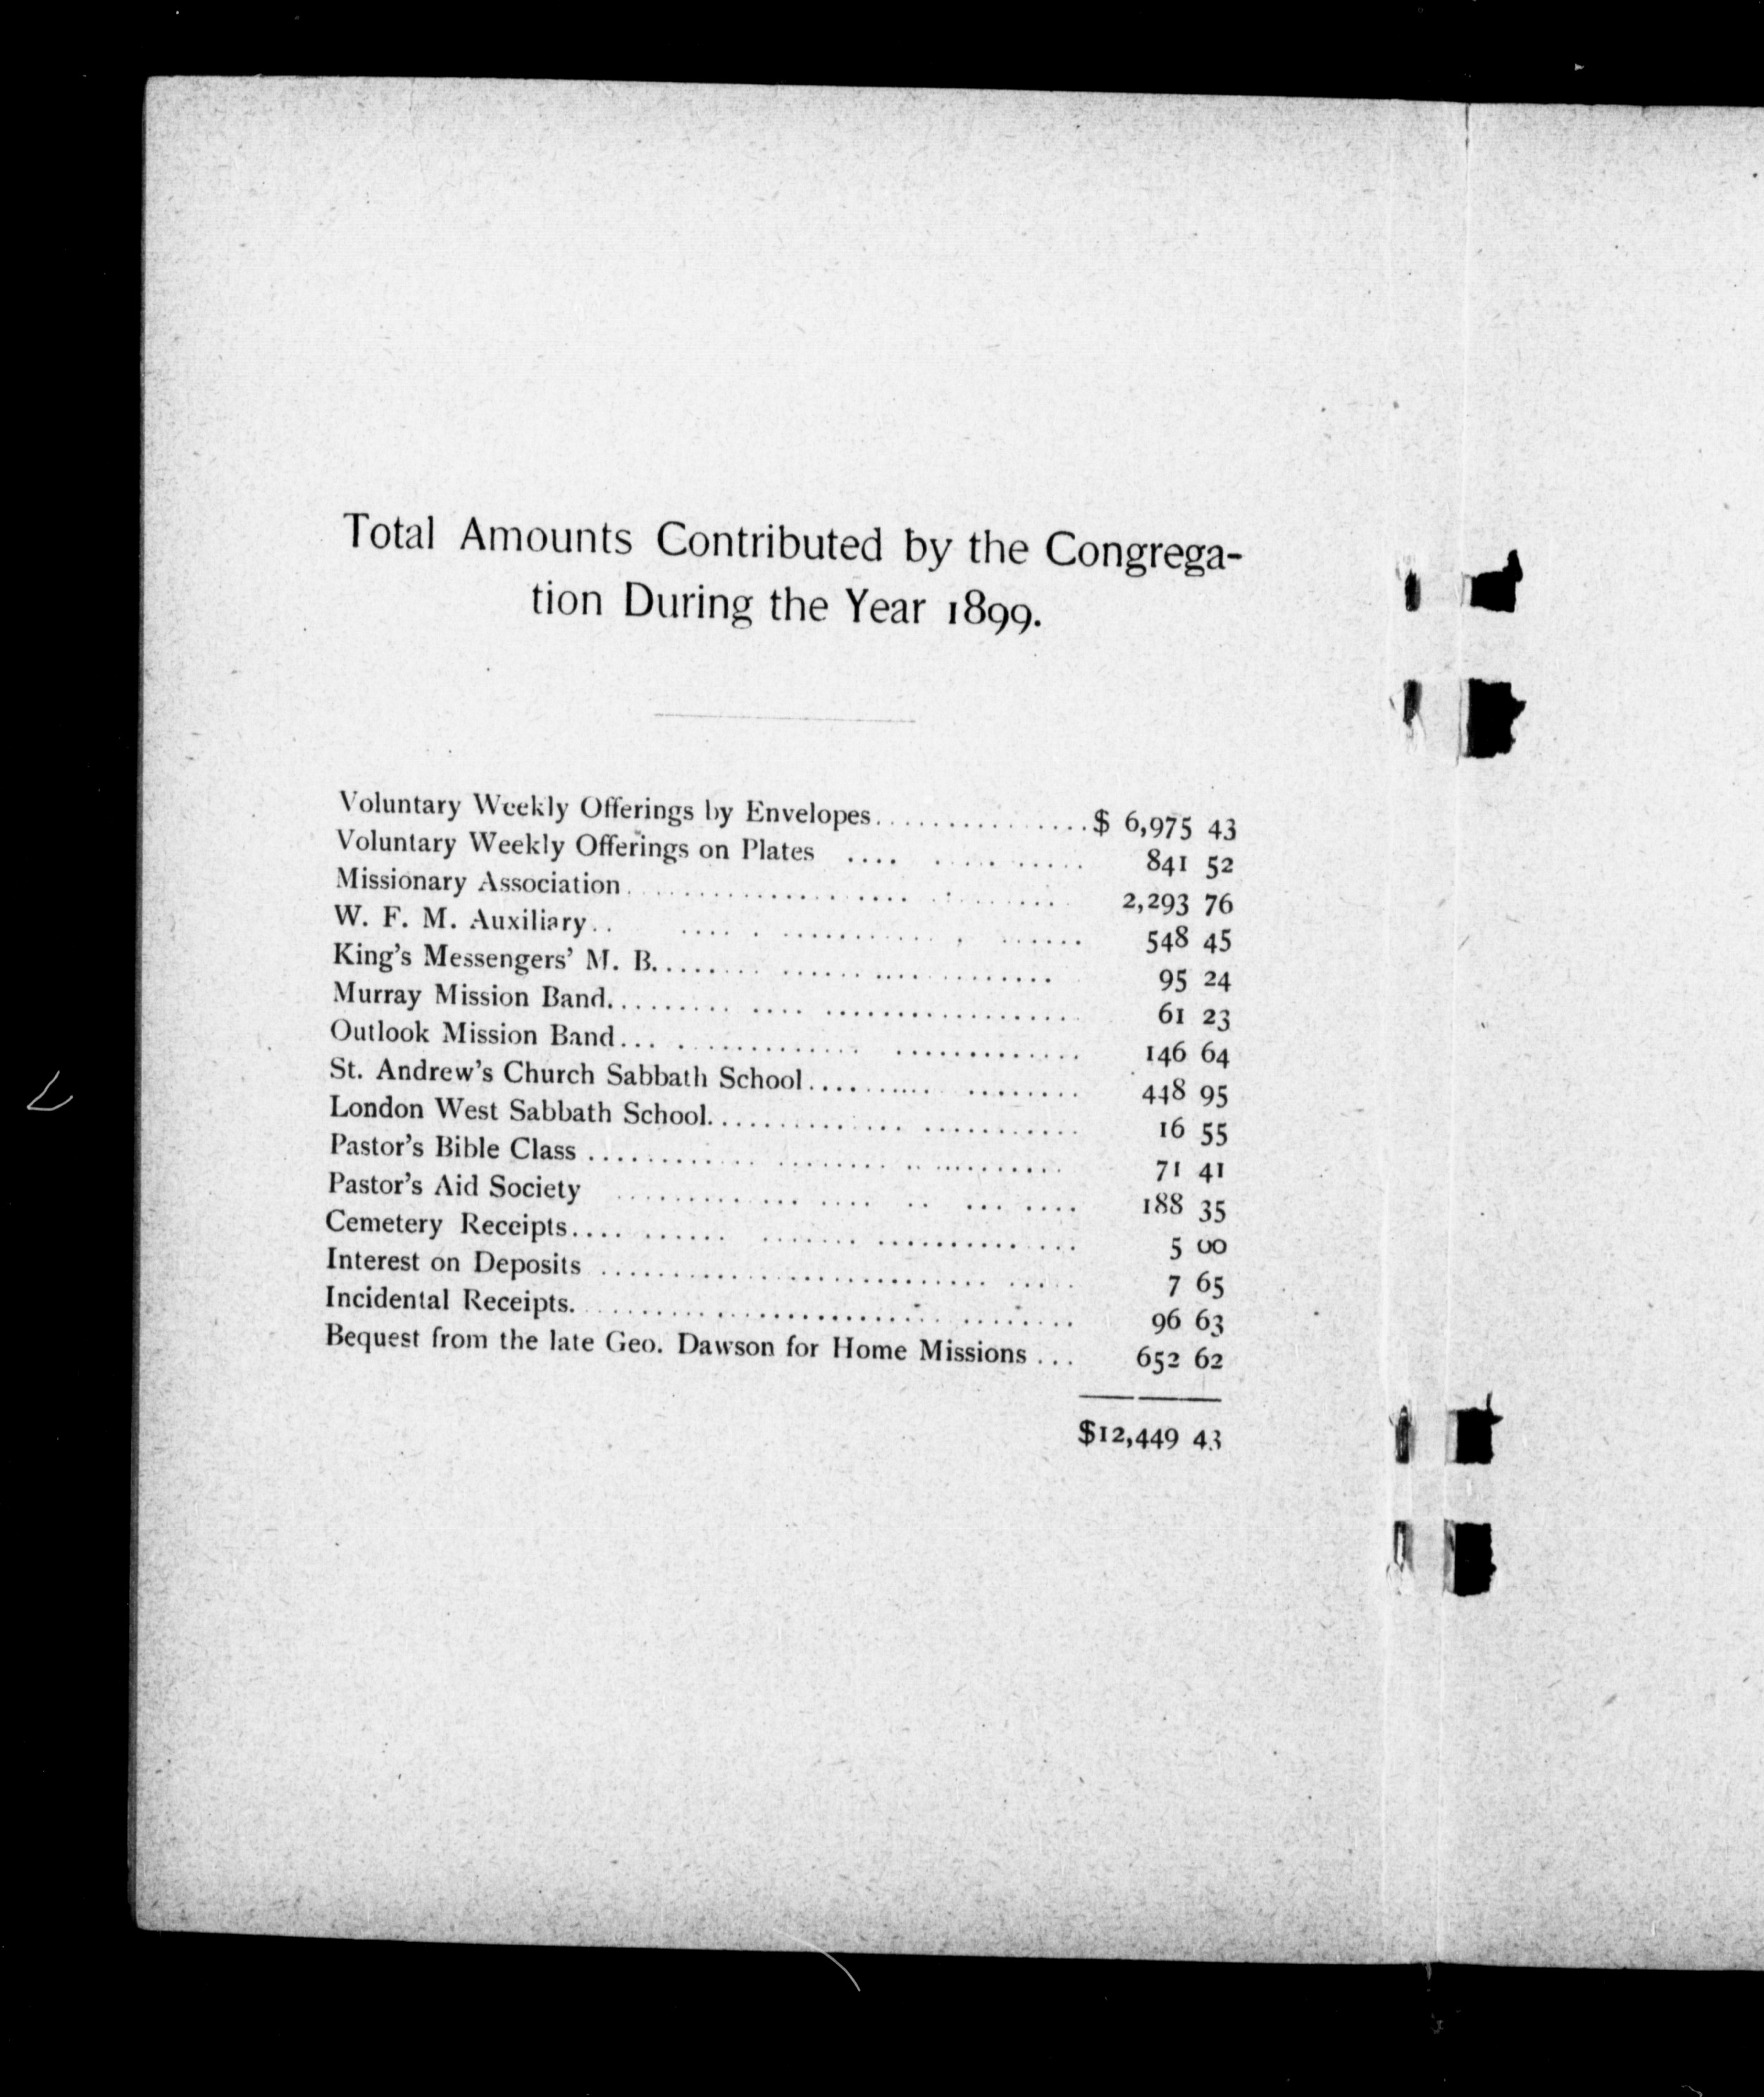 Total Amounts Contributed by the Congrega-
tion During the Year 1899.
Voluntary Weekly Offerings by Envelopes................$ 6,975 43
Voluntary Weekly Offerings on Plates .... .... ..... 841 52
Missionary Association.................... ......... 2,293 76
W. F. M. Auxiliary.. .... . ............. . ...... 548 45
King's Messengers' M. B........ .................... 95 24
Murray Mission Band.......... .... .................. 61 23
Outlook Mission Band... .............. ............. 146 64
St. Andrew's Church Sabbath School........... ........ 448 95
London West Sabbath School.............. ........... 16 55
Pastor's Bible Class .......... ........ ........... 71 41
Pastor's Aid Society ............. .... .. ... .... 188 35
Cemetery Receipts.... ...... ....... ............ 5 00
Interest on Deposits ........................... ..... 7 65
Incidental Receipts........................... ........ 96 63
Bequest from the late Geo. Dawson for Home Missions ... 652 62
$12,449 43